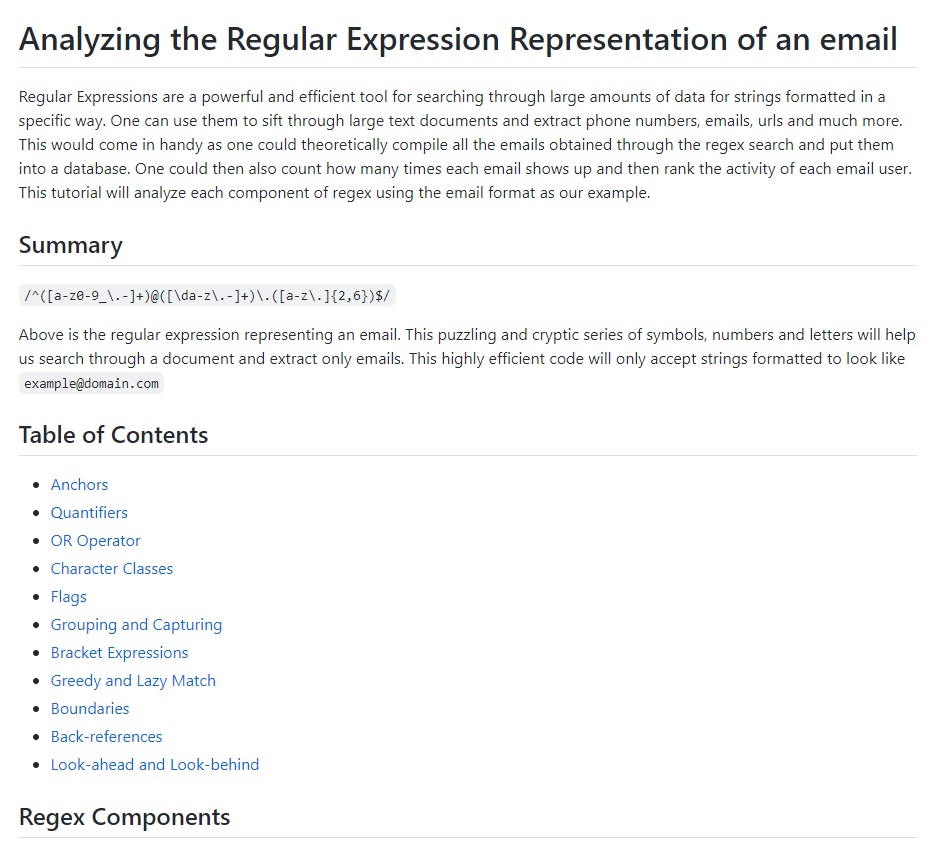 Analyzing the Regular Expression Representation of an email
Regular Expressions are a powerful and efficient tool for searching through large amounts of data for strings formatted in a
specific way. One can use them to sift through large text documents and extract phone numbers, emails, urls and much more.
This would come in handy as one could theoretically compile all the emails obtained through the regex search and put them
into a database. One could then also count how many times each email shows up and then rank the activity of each email user.
This tutorial will analyze each component of regex using the email format as our example.
Summary
/^([a-z0-9_\.-]+)@([\da-z\.-]+)\.([a-z\.]{2,6})$/
Above is the regular expression representing an email. This puzzling and cryptic series of symbols, numbers and letters will help
us search through a document and extract only emails. This highly efficient code will only accept strings formatted to look like
example@domain.com
Table of Contents
• Anchors
• Quantifiers
• OR Operator
• Character Classes
• Flags
• Grouping and Capturing
• Bracket Expressions
• Greedy and Lazy Match
• Boundaries
• Back-references
• Look-ahead and Look-behind
Regex Components